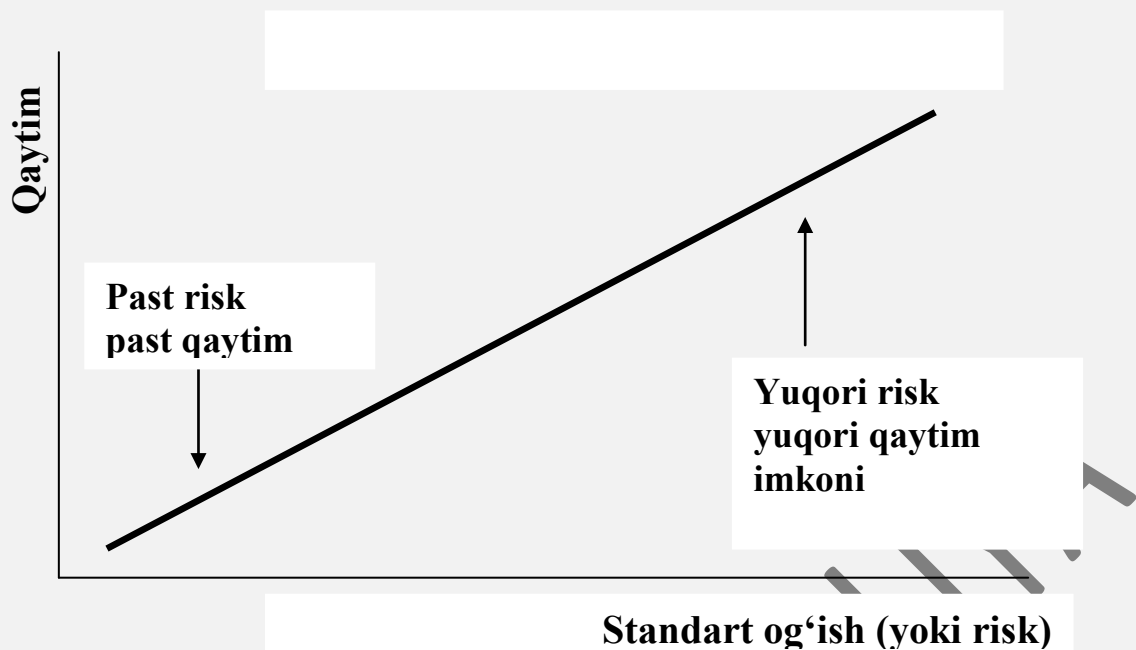 Qaytim
Past risk
past qaytim
Yuqori risk
yuqori qaytim
imkoni
Standart og‘ish (yoki risk)